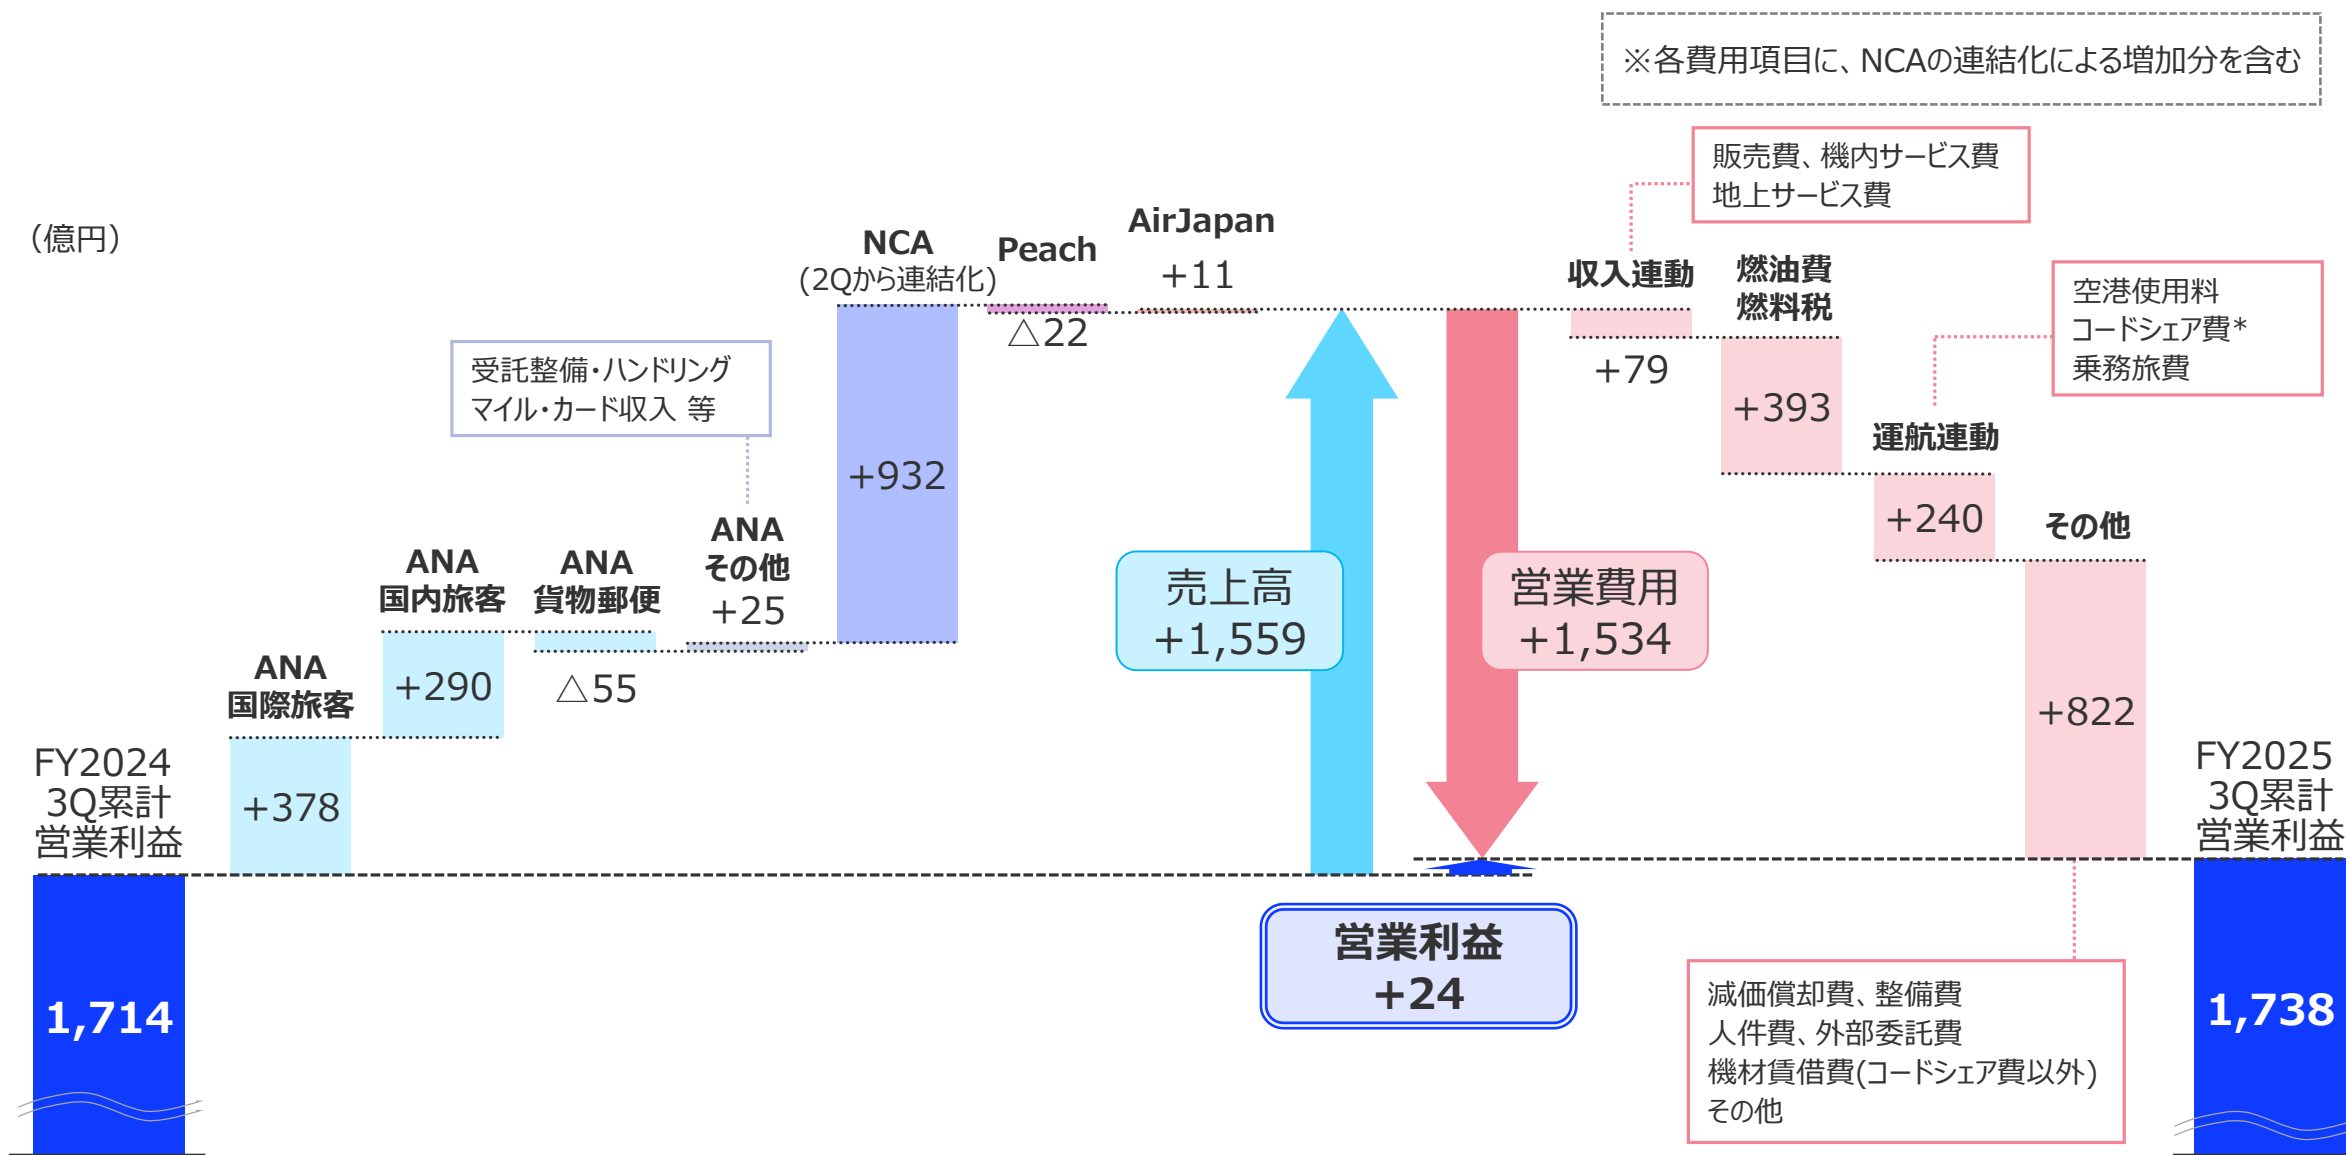 ※各費用項目に、NCAの連結化による増加分を含む
(億円)
FY2024
3Q累計
営業利益
1,714
ANA
国際旅客
+378
ANA
国内旅客
+290
ANA
貨物郵便
△55
受託整備・ハンドリング
マイル・カード収入 等
ANA
その他
+25
NCA
(2Qから連結化)
+932
Peach
△22
AirJapan
+11
売上高
+1,559
営業費用
+1,534
営業利益
+24
販売費、機内サービス費
地上サービス費
収入連動
+79
燃油費
燃料税
+393
空港使用料
コードシェア費*
乗務旅費
運航連動
+240
その他
+822
減価償却費、整備費
人件費、外部委託費
機材賃借費(コードシェア費以外)
その他
FY2025
3Q累計
営業利益
1,738